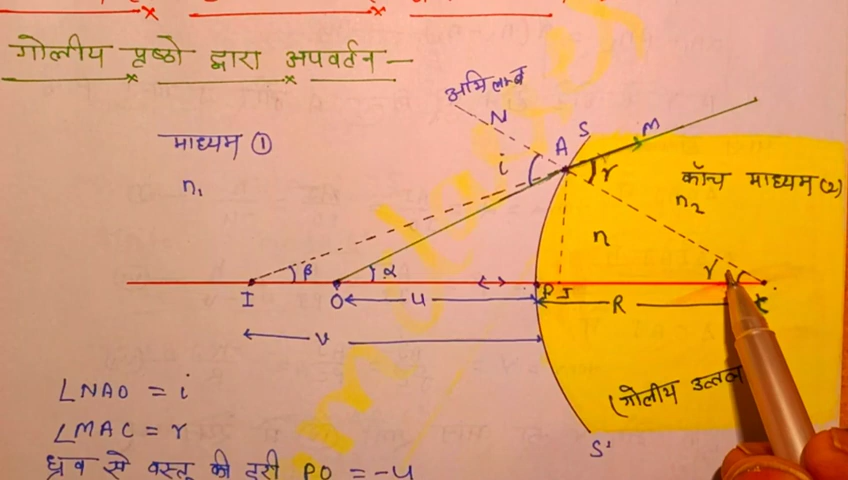 गोलीय पृष्ठो द्वारा अपवर्तन -
अभिलम्ब
N
माध्यम ①
A S M
i r
n₁
काँच माध्यम (2)
n₂
n
β α γ
I O P J
u R
v
∠NAO = i
(गोलीय उत्तल
∠MAC = r
S'
ध्रुव से वस्तु की दूरी PO = -u